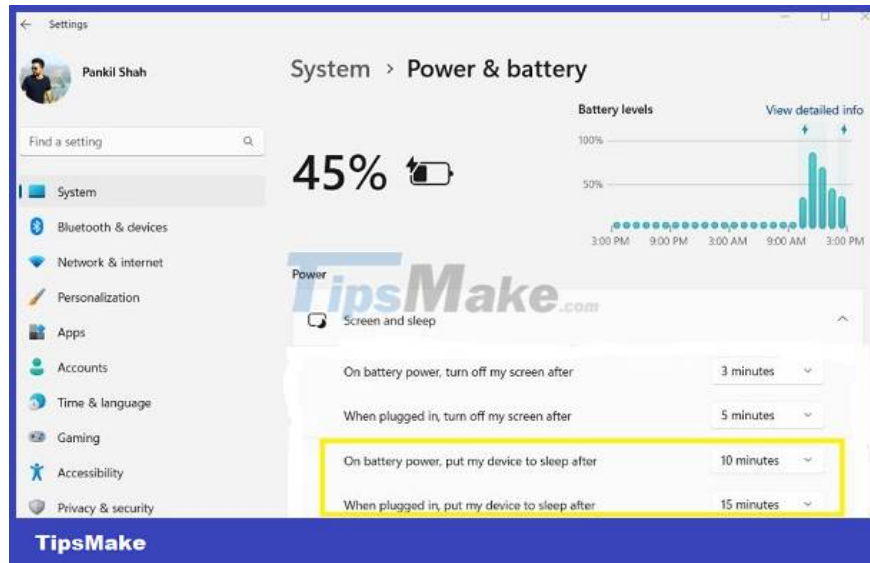 Settings
Pankil Shah
Find a setting
System
Bluetooth & devices
Network & internet
Personalization
Apps
Accounts
Time & language
Gaming
Accessibility
Privacy & security
System > Power & battery
45%
Battery levels
View detailed info
100%
50%
3:00 PM 9:00 PM 3:00 AM 9:00 AM 3:00 PM
Power
TipsMake.com
Screen and sleep
On battery power, turn off my screen after 3 minutes
When plugged in, turn off my screen after 5 minutes
On battery power, put my device to sleep after 10 minutes
When plugged in, put my device to sleep after 15 minutes
TipsMake